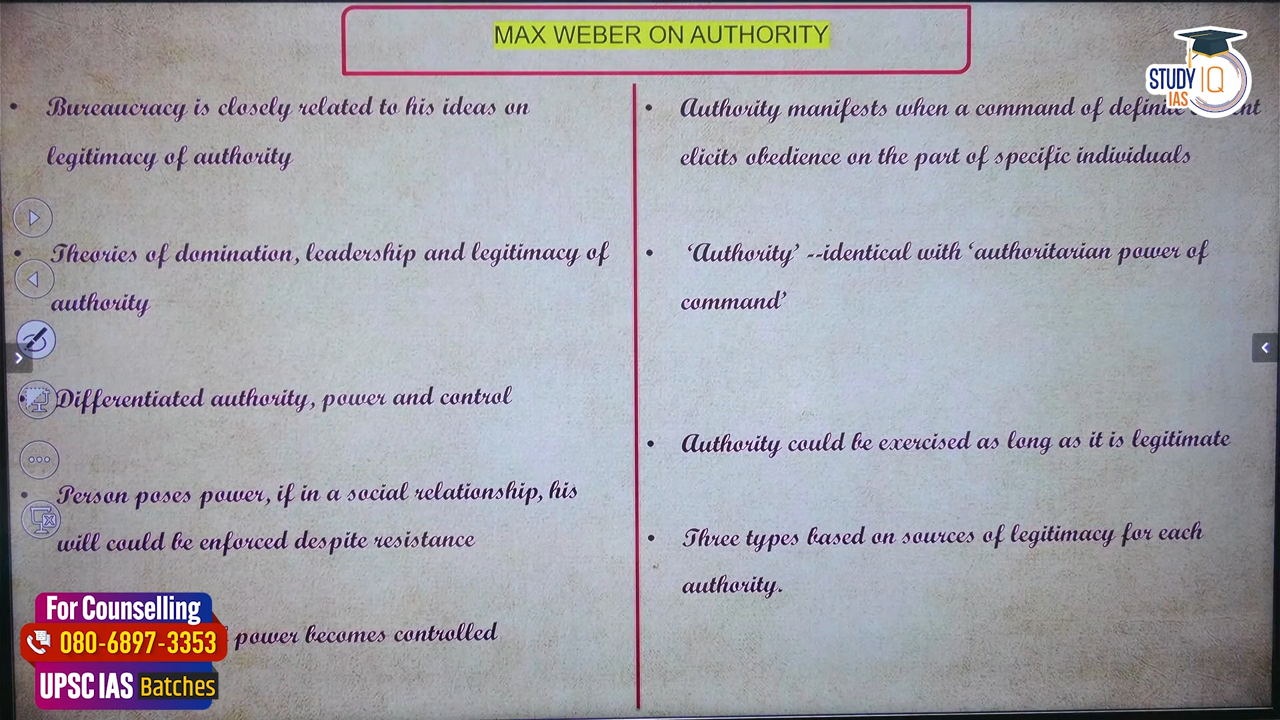 MAX WEBER ON AUTHORITY
STUDY IQ
IAS
Bureaucracy is closely related to his ideas on
legitimacy of authority
Theories of domination, leadership and legitimacy of
authority
Differentiated authority, power and control
Person poses power, if in a social relationship, his
will could be enforced despite resistance
power becomes controlled
Authority manifests when a command of definite
elicits obedience on the part of specific individuals
‘Authority’ --identical with ‘authoritarian power of
command’
Authority could be exercised as long as it is legitimate
Three types based on sources of legitimacy for each
authority.
For Counselling
080-6897-3353
UPSC IAS Batches